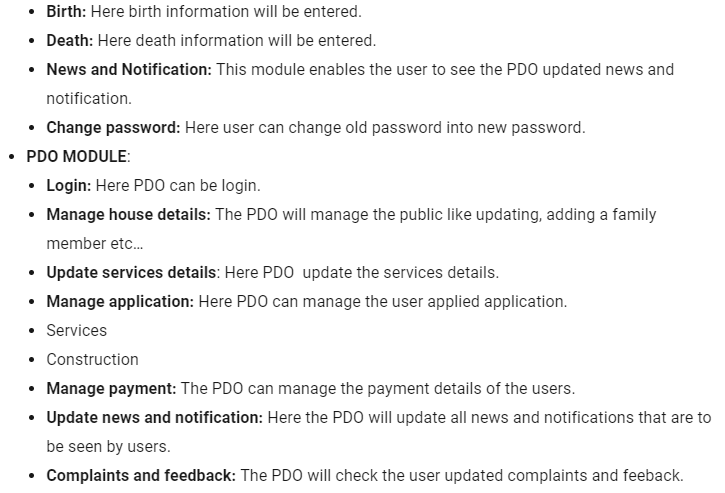 • Birth: Here birth information will be entered.
• Death: Here death information will be entered.
• News and Notification: This module enables the user to see the PDO updated news and
notification.
• Change password: Here user can change old password into new password.
• PDO MODULE:
• Login: Here PDO can be login.
• Manage house details: The PDO will manage the public like updating, adding a family
member etc…
• Update services details: Here PDO  update the services details.
• Manage application: Here PDO can manage the user applied application.
• Services
• Construction
• Manage payment: The PDO can manage the payment details of the users.
• Update news and notification: Here the PDO will update all news and notifications that are to
be seen by users.
• Complaints and feedback: The PDO will check the user updated complaints and feeback.